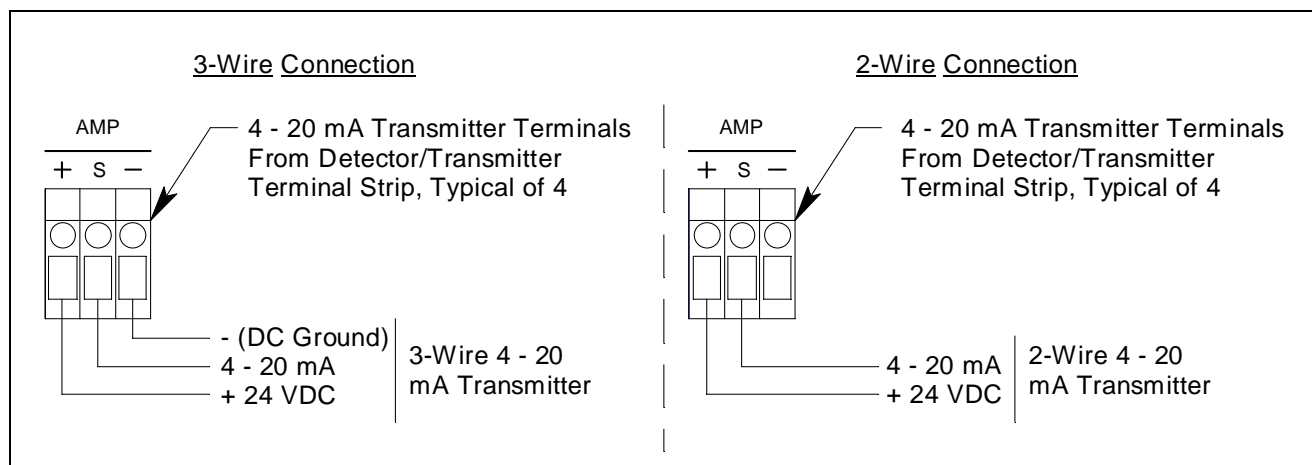 3-Wire Connection
AMP
+ S −
4 - 20 mA Transmitter Terminals
From Detector/Transmitter
Terminal Strip, Typical of 4
- (DC Ground)
4 - 20 mA
+ 24 VDC
3-Wire 4 - 20
mA Transmitter
2-Wire Connection
AMP
+ S −
4 - 20 mA Transmitter Terminals
From Detector/Transmitter
Terminal Strip, Typical of 4
4 - 20 mA
+ 24 VDC
2-Wire 4 - 20
mA Transmitter